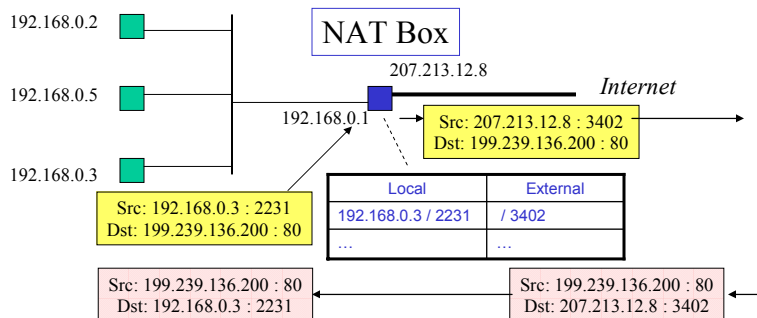 192.168.0.2
NAT Box
207.213.12.8
Internet
192.168.0.5
192.168.0.1
Src: 207.213.12.8 : 3402
Dst: 199.239.136.200 : 80
192.168.0.3
Src: 192.168.0.3 : 2231
Dst: 199.239.136.200 : 80
Local External
192.168.0.3 / 2231 / 3402
… …
Src: 199.239.136.200 : 80
Dst: 192.168.0.3 : 2231
Src: 199.239.136.200 : 80
Dst: 207.213.12.8 : 3402